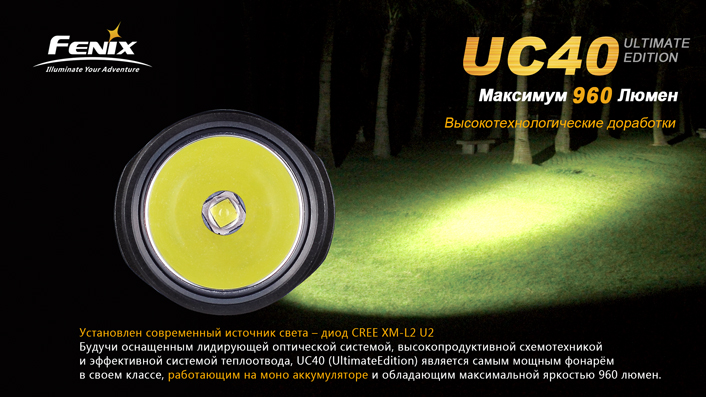 FENIX
Illuminate Your Adventure
UC40 ULTIMATE EDITION
Максимум 960 Люмен
Высокотехнологические доработки
Установлен современный источник света – диод CREE XM-L2 U2
Будучи оснащенным лидирующей оптической системой, высокопродуктивной схемотехникой
и эффективной системой теплоотвода, UC40 (UltimateEdition) является самым мощным фонарём
в своем классе, работающим на моно аккумуляторе и обладающим максимальной яркостью 960 люмен.